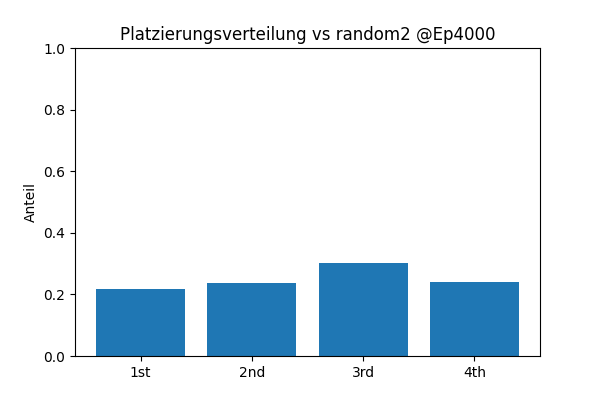 Platzierungsverteilung vs random2 @Ep4000
1.0
0.8
0.6
0.4
0.2
0.0
Anteil
1st
2nd
3rd
4th